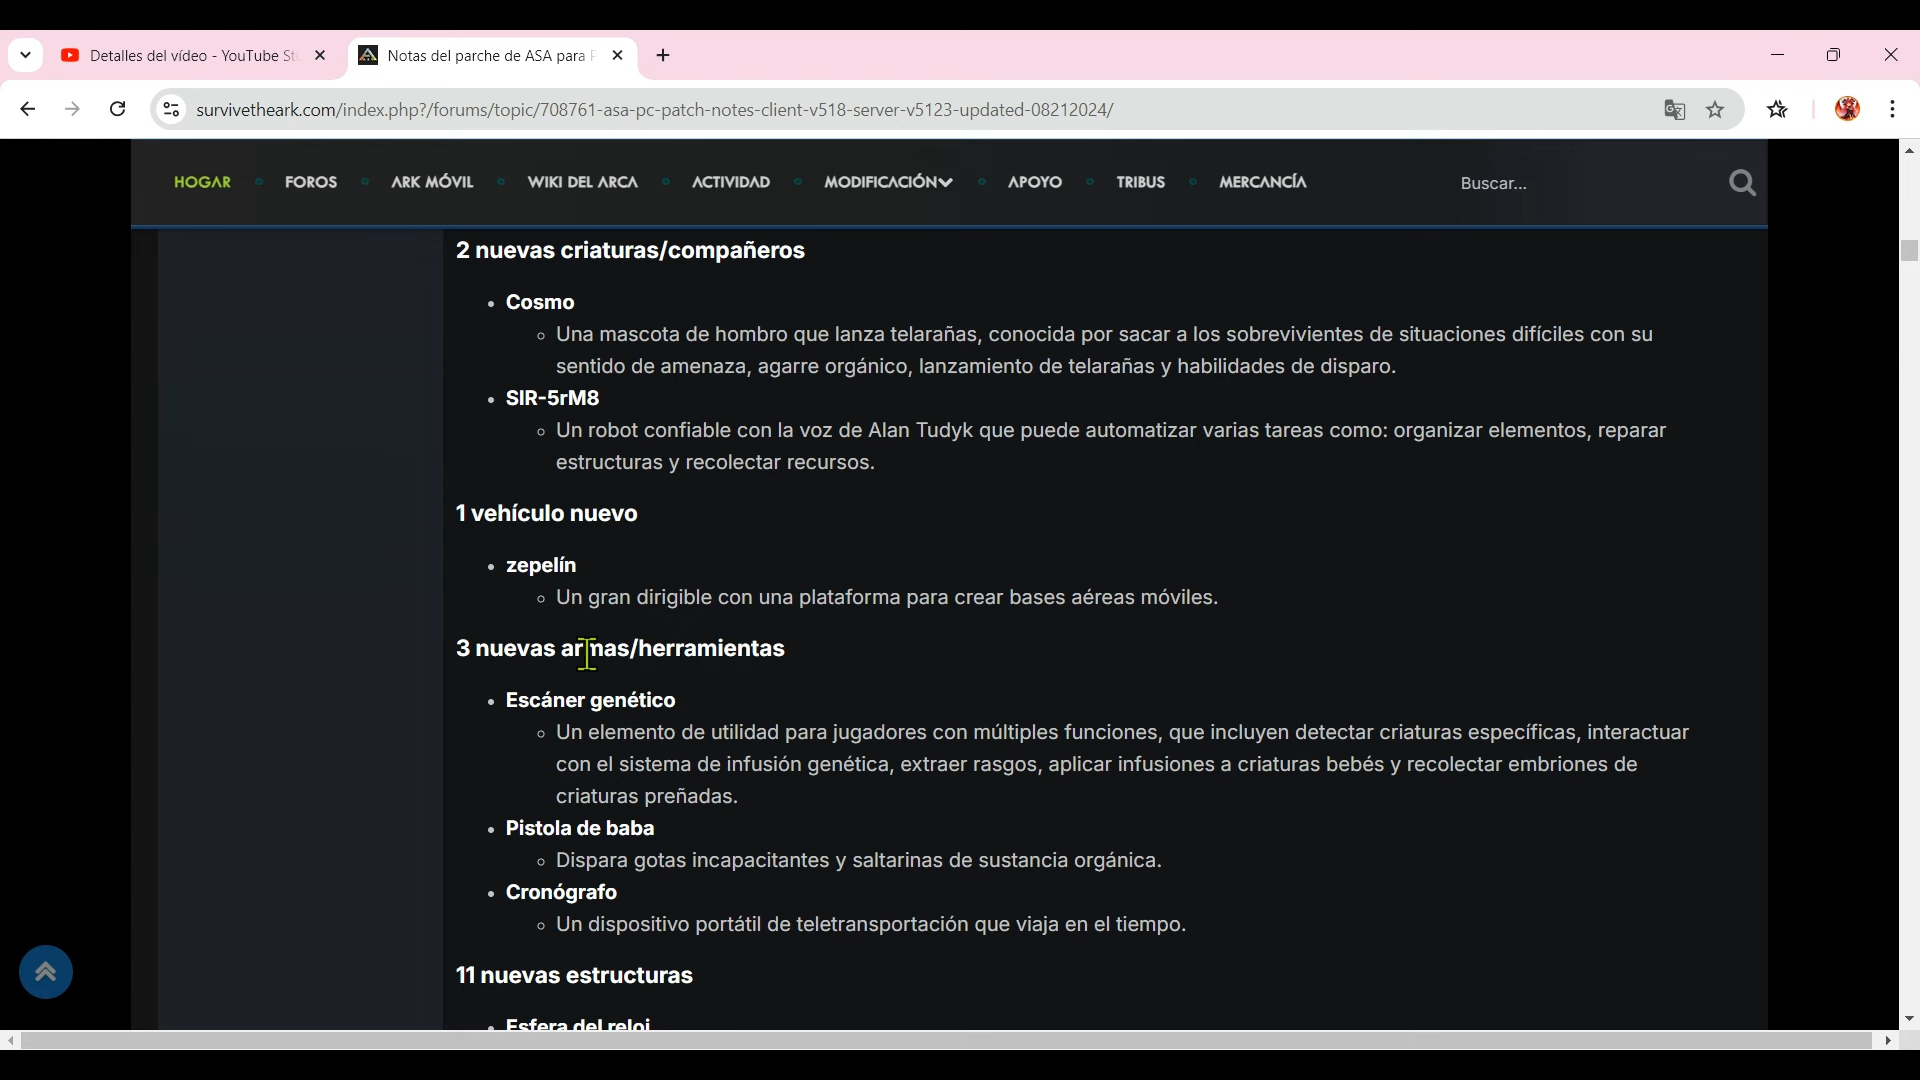 Detalles del vídeo - YouTube St
Notas del parche de ASA para P
survivetheark.com/index.php?/forums/topic/708761-asa-pc-patch-notes-client-v518-server-v5123-updated-08212024/
HOGAR
FOROS
ARK MÓVIL
WIKI DEL ARCA
ACTIVIDAD
MODIFICACIÓN
APOYO
TRIBUS
MERCANCÍA
Buscar...
2 nuevas criaturas/compañeros
Cosmo
Una mascota de hombro que lanza telarañas, conocida por sacar a los sobrevivientes de situaciones difíciles con su
sentido de amenaza, agarre orgánico, lanzamiento de telarañas y habilidades de disparo.
SIR-5rM8
Un robot confiable con la voz de Alan Tudyk que puede automatizar varias tareas como: organizar elementos, reparar
estructuras y recolectar recursos.
1 vehículo nuevo
zepelín
Un gran dirigible con una plataforma para crear bases aéreas móviles.
3 nuevas armas/herramientas
Escáner genético
Un elemento de utilidad para jugadores con múltiples funciones, que incluyen detectar criaturas específicas, interactuar
con el sistema de infusión genética, extraer rasgos, aplicar infusiones a criaturas bebés y recolectar embriones de
criaturas preñadas.
Pistola de baba
Dispara gotas incapacitantes y saltarinas de sustancia orgánica.
Cronógrafo
Un dispositivo portátil de teletransportación que viaja en el tiempo.
11 nuevas estructuras
Esfera del reloj